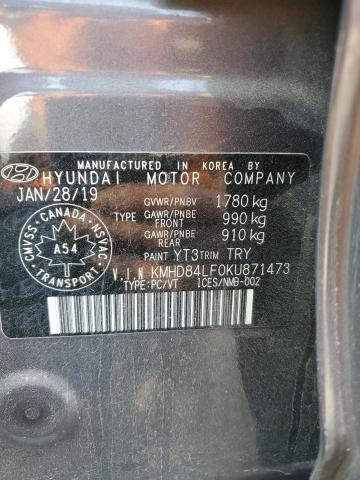 MANUFACTURED IN KOREA BY
HYUNDAI MOTOR COMPANY
JAN/28/19
GVWR/PNBV 1780 kg
TYPE GAWR/PNBE FRONT 990 kg
GAWR/PNBE REAR 910 kg
PAINT YT3 TRIM TRY
CMVSS · CANADA · NSVAC
A54
V.I.N KMHD84LF0KU871473
TYPE:PC/VT ICES/NMB-002